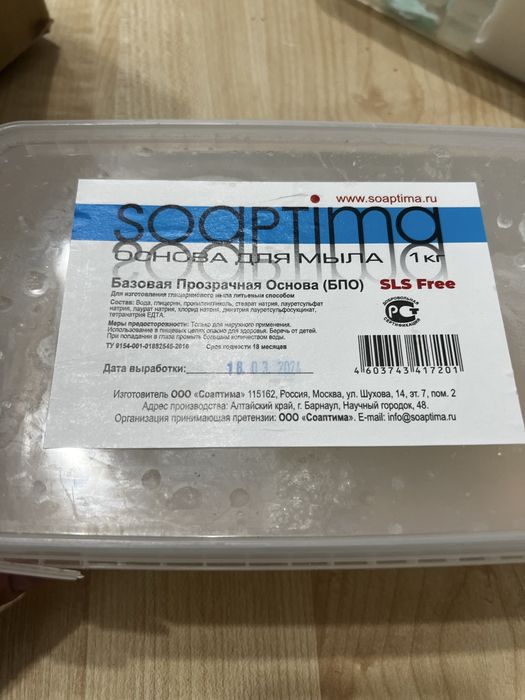 www.soaptima.ru
soaptima
ОСНОВА ДЛЯ МЫЛА 1 кг
Базовая Прозрачная Основа (БПО) SLS Free
Для изготовления глицеринового мыла литьевым способом
Состав: Вода, глицерин, пропиленгликоль, стеарат натрия, лауретсульфат
натрия, лаурат натрия, хлорид натрия, динатрия лауретсульфосукцинат,
тетранатрия ЕДТА.
Меры предосторожности: Только для наружного применения.
Использование в пищевых целях опасно для здоровья. Беречь от детей.
При попадании в глаза промыть большим количеством воды.
ТУ 9154-001-01882545-2016 Срок годности 18 месяцев
ДОБРОВОЛЬНАЯ
СЕРТИФИКАЦИЯ
Дата выработки: 18.03.2024
4603743417201
Изготовитель ООО «Соаптима» 115162, Россия, Москва, ул. Шухова, 14, эт. 7, пом. 2
Адрес производства: Алтайский край, г. Барнаул, Научный городок, 48.
Организация принимающая претензии: ООО «Соаптима». E-mail: info@soaptima.ru